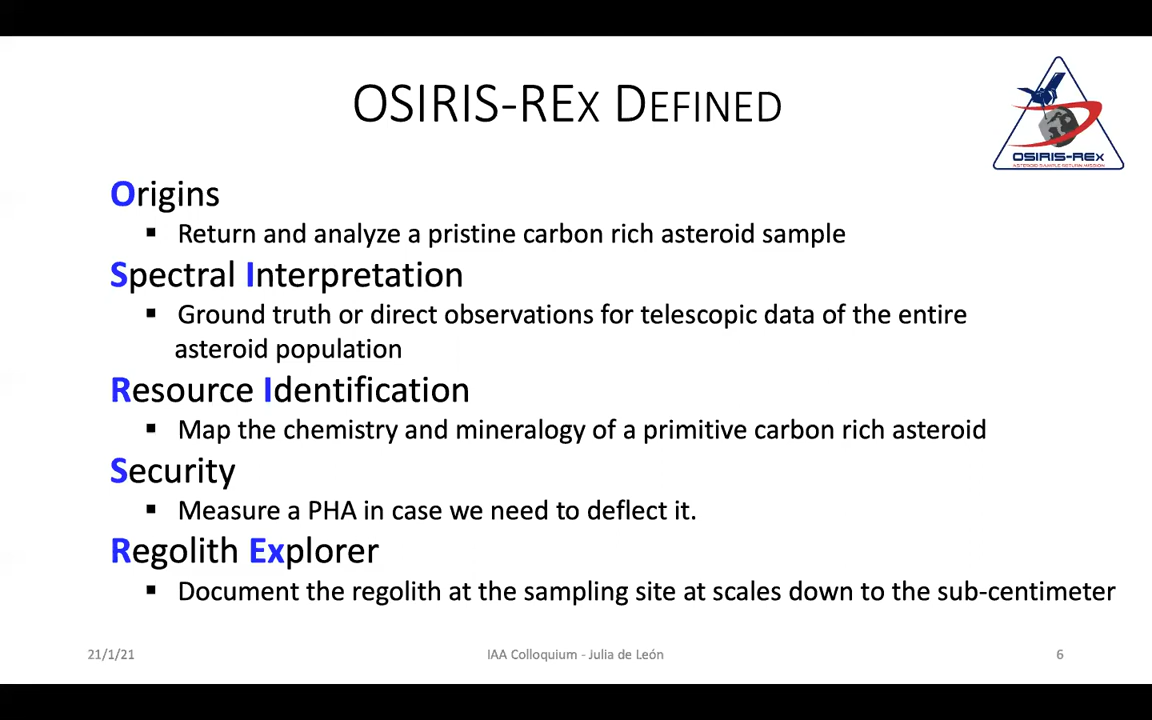 OSIRIS-REx Defined
OSIRIS-REx
ASTEROID SAMPLE RETURN MISSION
Origins
▪ Return and analyze a pristine carbon rich asteroid sample
Spectral Interpretation
▪ Ground truth or direct observations for telescopic data of the entire
asteroid population
Resource Identification
▪ Map the chemistry and mineralogy of a primitive carbon rich asteroid
Security
▪ Measure a PHA in case we need to deflect it.
Regolith Explorer
▪ Document the regolith at the sampling site at scales down to the sub-centimeter
21/1/21
IAA Colloquium - Julia de León
6